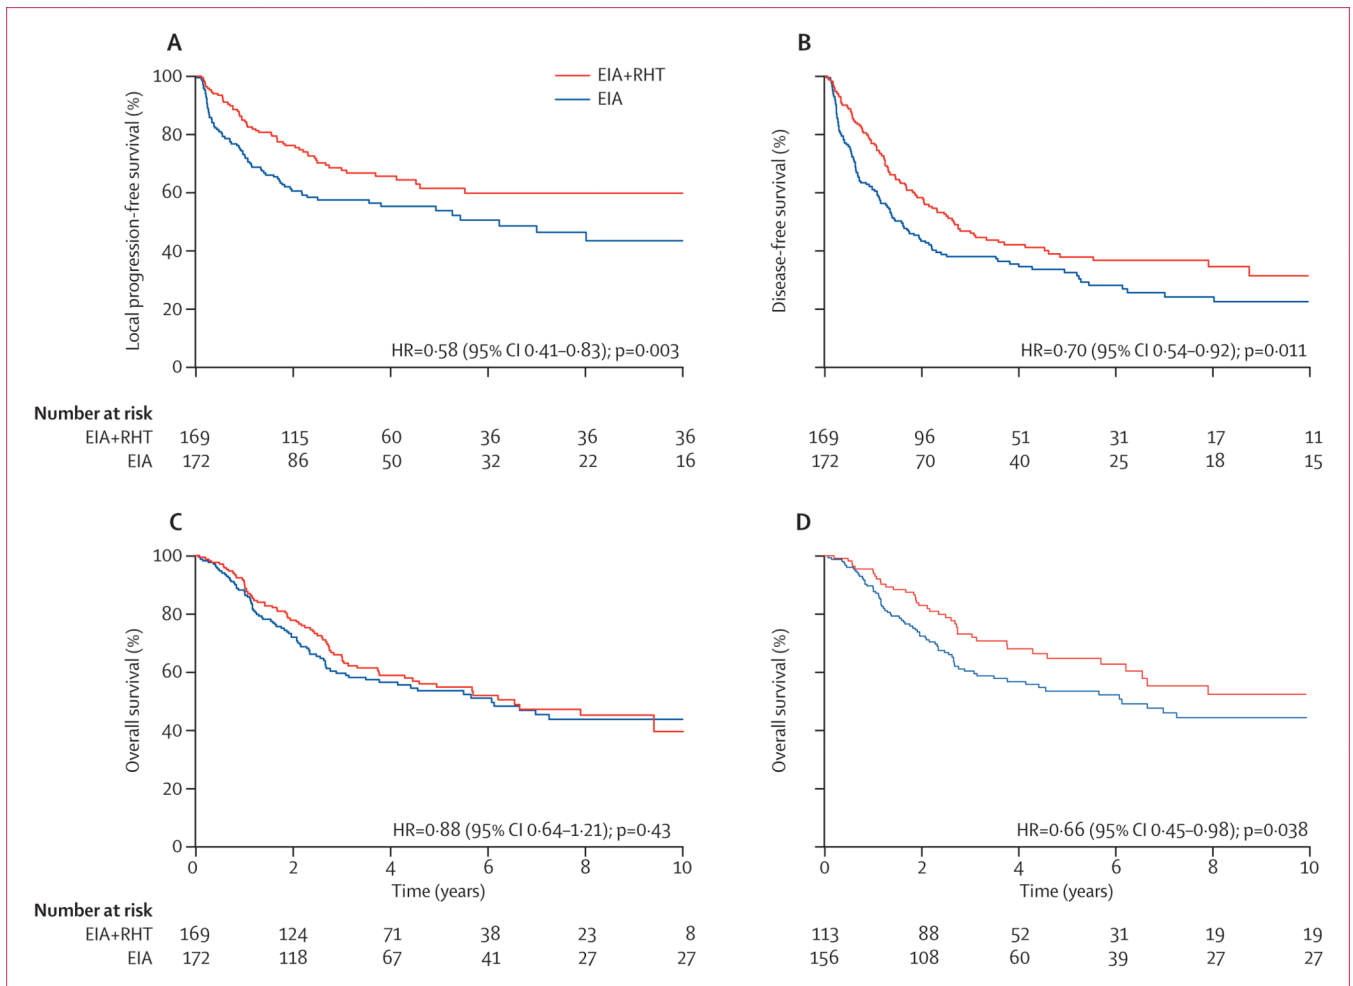 A
B
EIA+RHT
EIA
Local progression-free survival (%)
100
80
60
40
20
0
HR=0·58 (95% CI 0·41–0·83); p=0·003
Disease-free survival (%)
HR=0·70 (95% CI 0·54–0·92); p=0·011
Number at risk
EIA+RHT 169 115 60 36 36 36
EIA 172 86 50 32 22 16
169 96 51 31 17 11
172 70 40 25 18 15
C
D
Overall survival (%)
100
80
60
40
20
0
HR=0·88 (95% CI 0·64–1·21); p=0·43
0 2 4 6 8 10
Time (years)
Overall survival (%)
HR=0·66 (95% CI 0·45–0·98); p=0·038
0 2 4 6 8 10
Time (years)
Number at risk
EIA+RHT 169 124 71 38 23 8
EIA 172 118 67 41 27 27
113 88 52 31 19 19
156 108 60 39 27 27